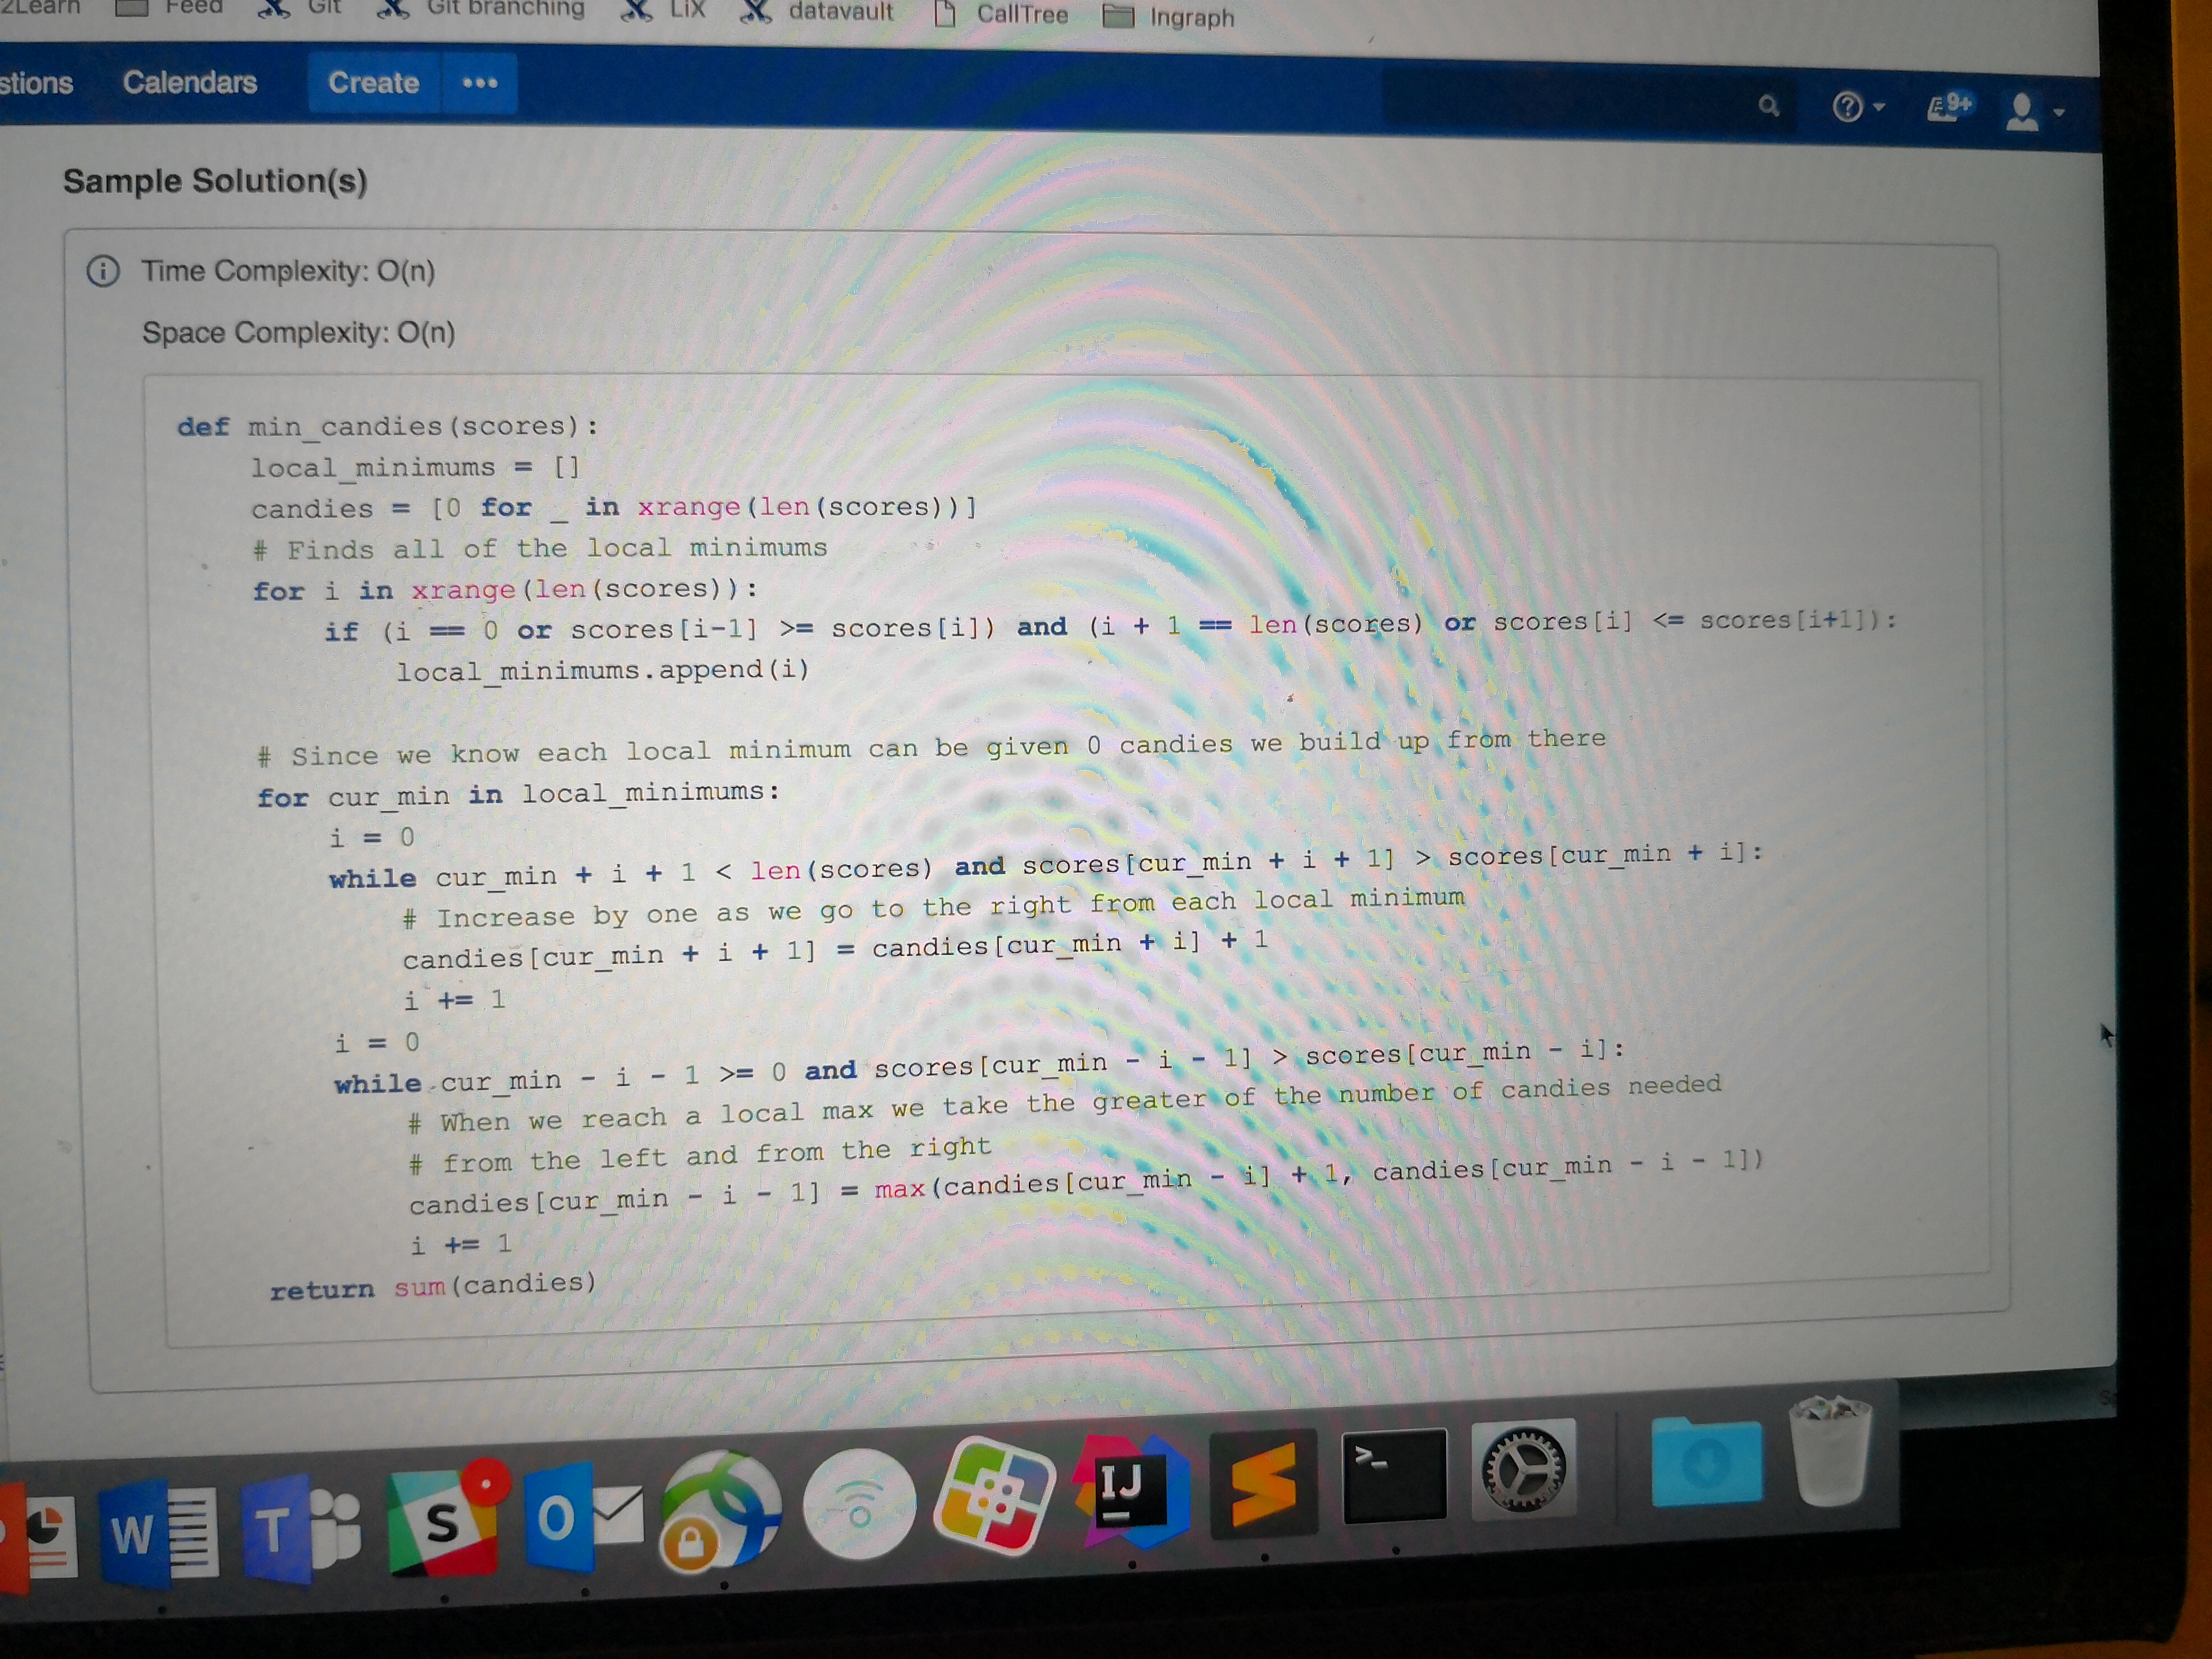 2Learn Feed Git Git branching LiX datavault CallTree Ingraph
stions Calendars Create ••• ? 9+
Sample Solution(s)
i Time Complexity: O(n)
Space Complexity: O(n)
def min_candies(scores):
    local_minimums = []
    candies = [0 for _ in xrange(len(scores))]
    # Finds all of the local minimums
    for i in xrange(len(scores)):
        if (i == 0 or scores[i-1] >= scores[i]) and (i + 1 == len(scores) or scores[i] <= scores[i+1]):
            local_minimums.append(i)
    # Since we know each local minimum can be given 0 candies we build up from there
    for cur_min in local_minimums:
        i = 0
        while cur_min + i + 1 < len(scores) and scores[cur_min + i + 1] > scores[cur_min + i]:
            # Increase by one as we go to the right from each local minimum
            candies[cur_min + i + 1] = candies[cur_min + i] + 1
            i += 1
        i = 0
        while cur_min - i - 1 >= 0 and scores[cur_min - i - 1] > scores[cur_min - i]:
            # When we reach a local max we take the greater of the number of candies needed
            # from the left and from the right
            candies[cur_min - i - 1] = max(candies[cur_min - i] + 1, candies[cur_min - i - 1])
            i += 1
    return sum(candies)
W T S O IJ >_